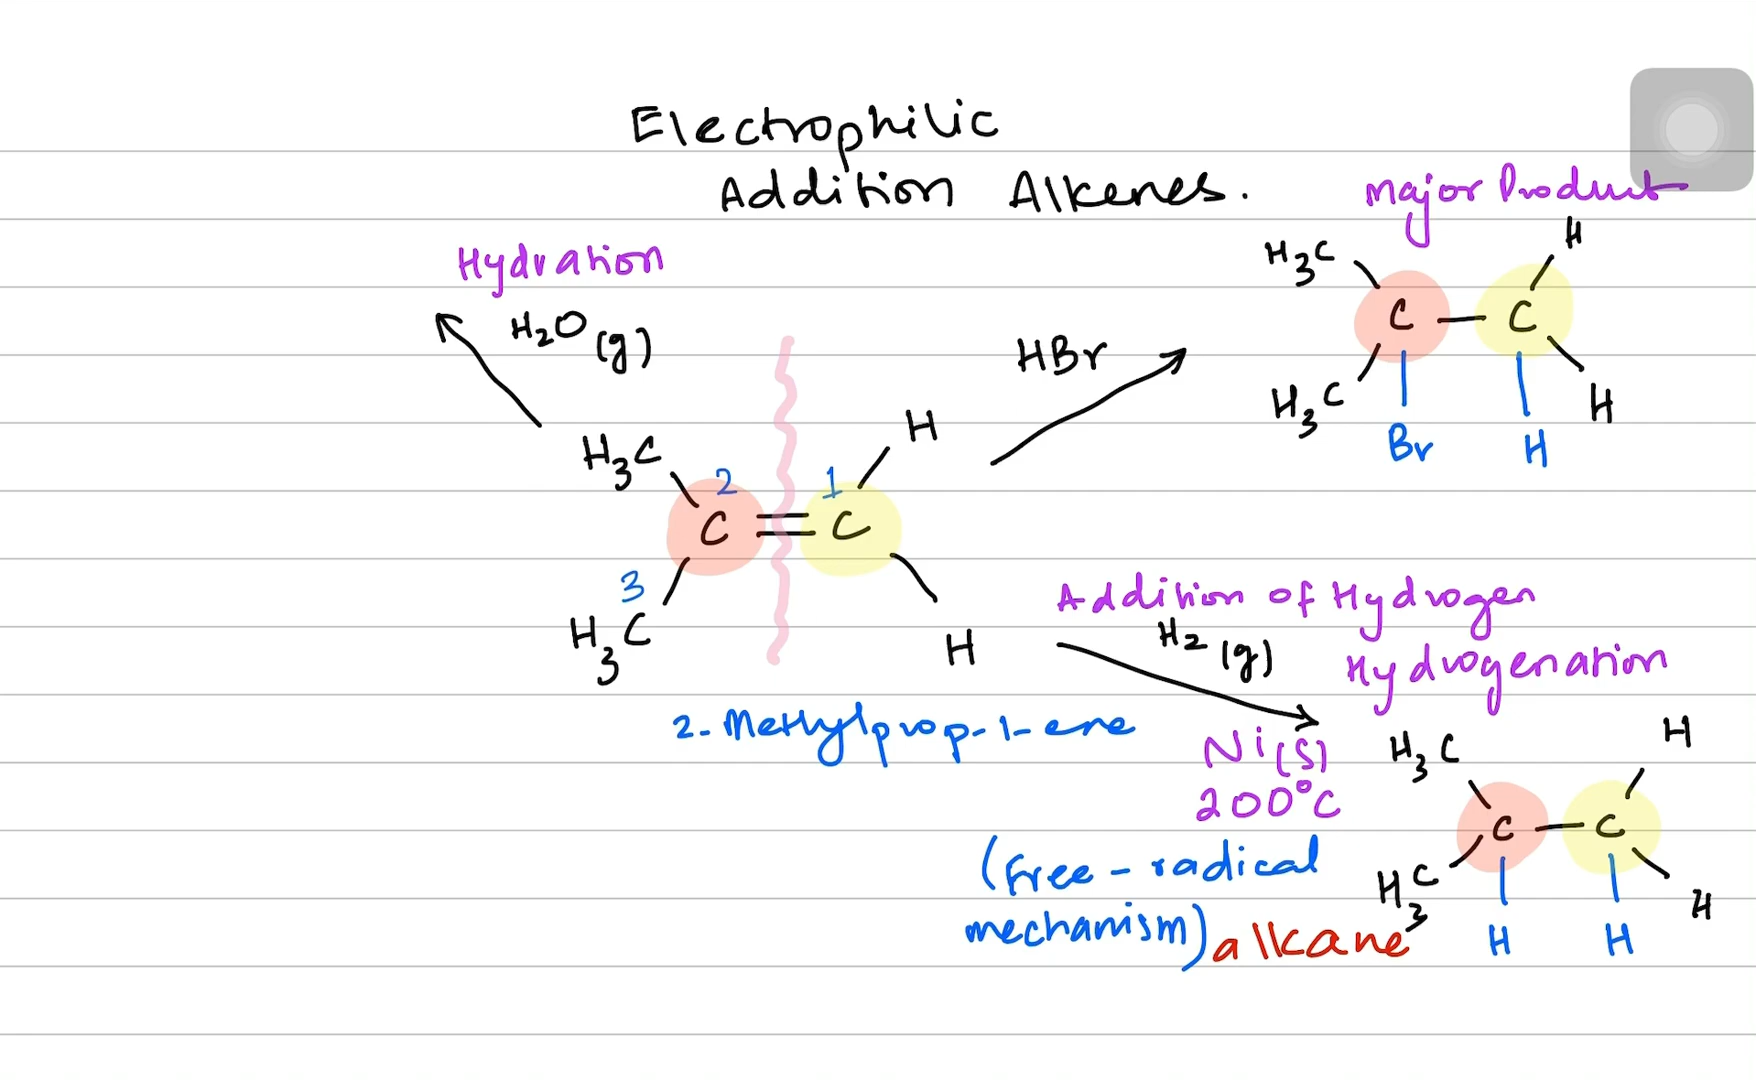 Electrophilic
Addition Alkenes.
Hydration
H₂O (g)
HBr
Major Product
H₃C H
C — C
H₃C H
Br H
H₃C H
2 1
C = C
3
H₃C H
2-Methylprop-1-ene
Addition of Hydrogen
H₂ (g)
Hydrogenation
Ni(s)
200°C
(Free-radical
mechanism)
alkane
H₃C H
C — C
H₃C H
H H